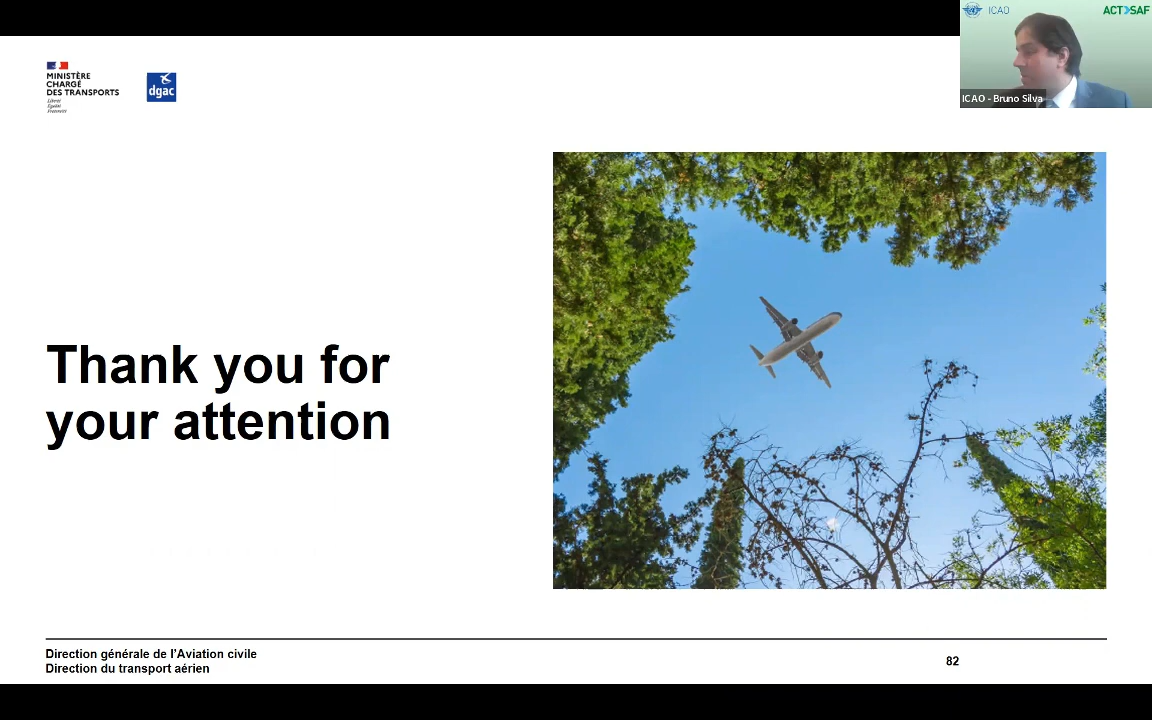 ICAO
ACT>SAF
MINISTÈRE
CHARGÉ
DES TRANSPORTS
Liberté
Égalité
Fraternité
dgac
ICAO - Bruno Silva
Thank you for
your attention
Direction générale de l'Aviation civile
Direction du transport aérien
82